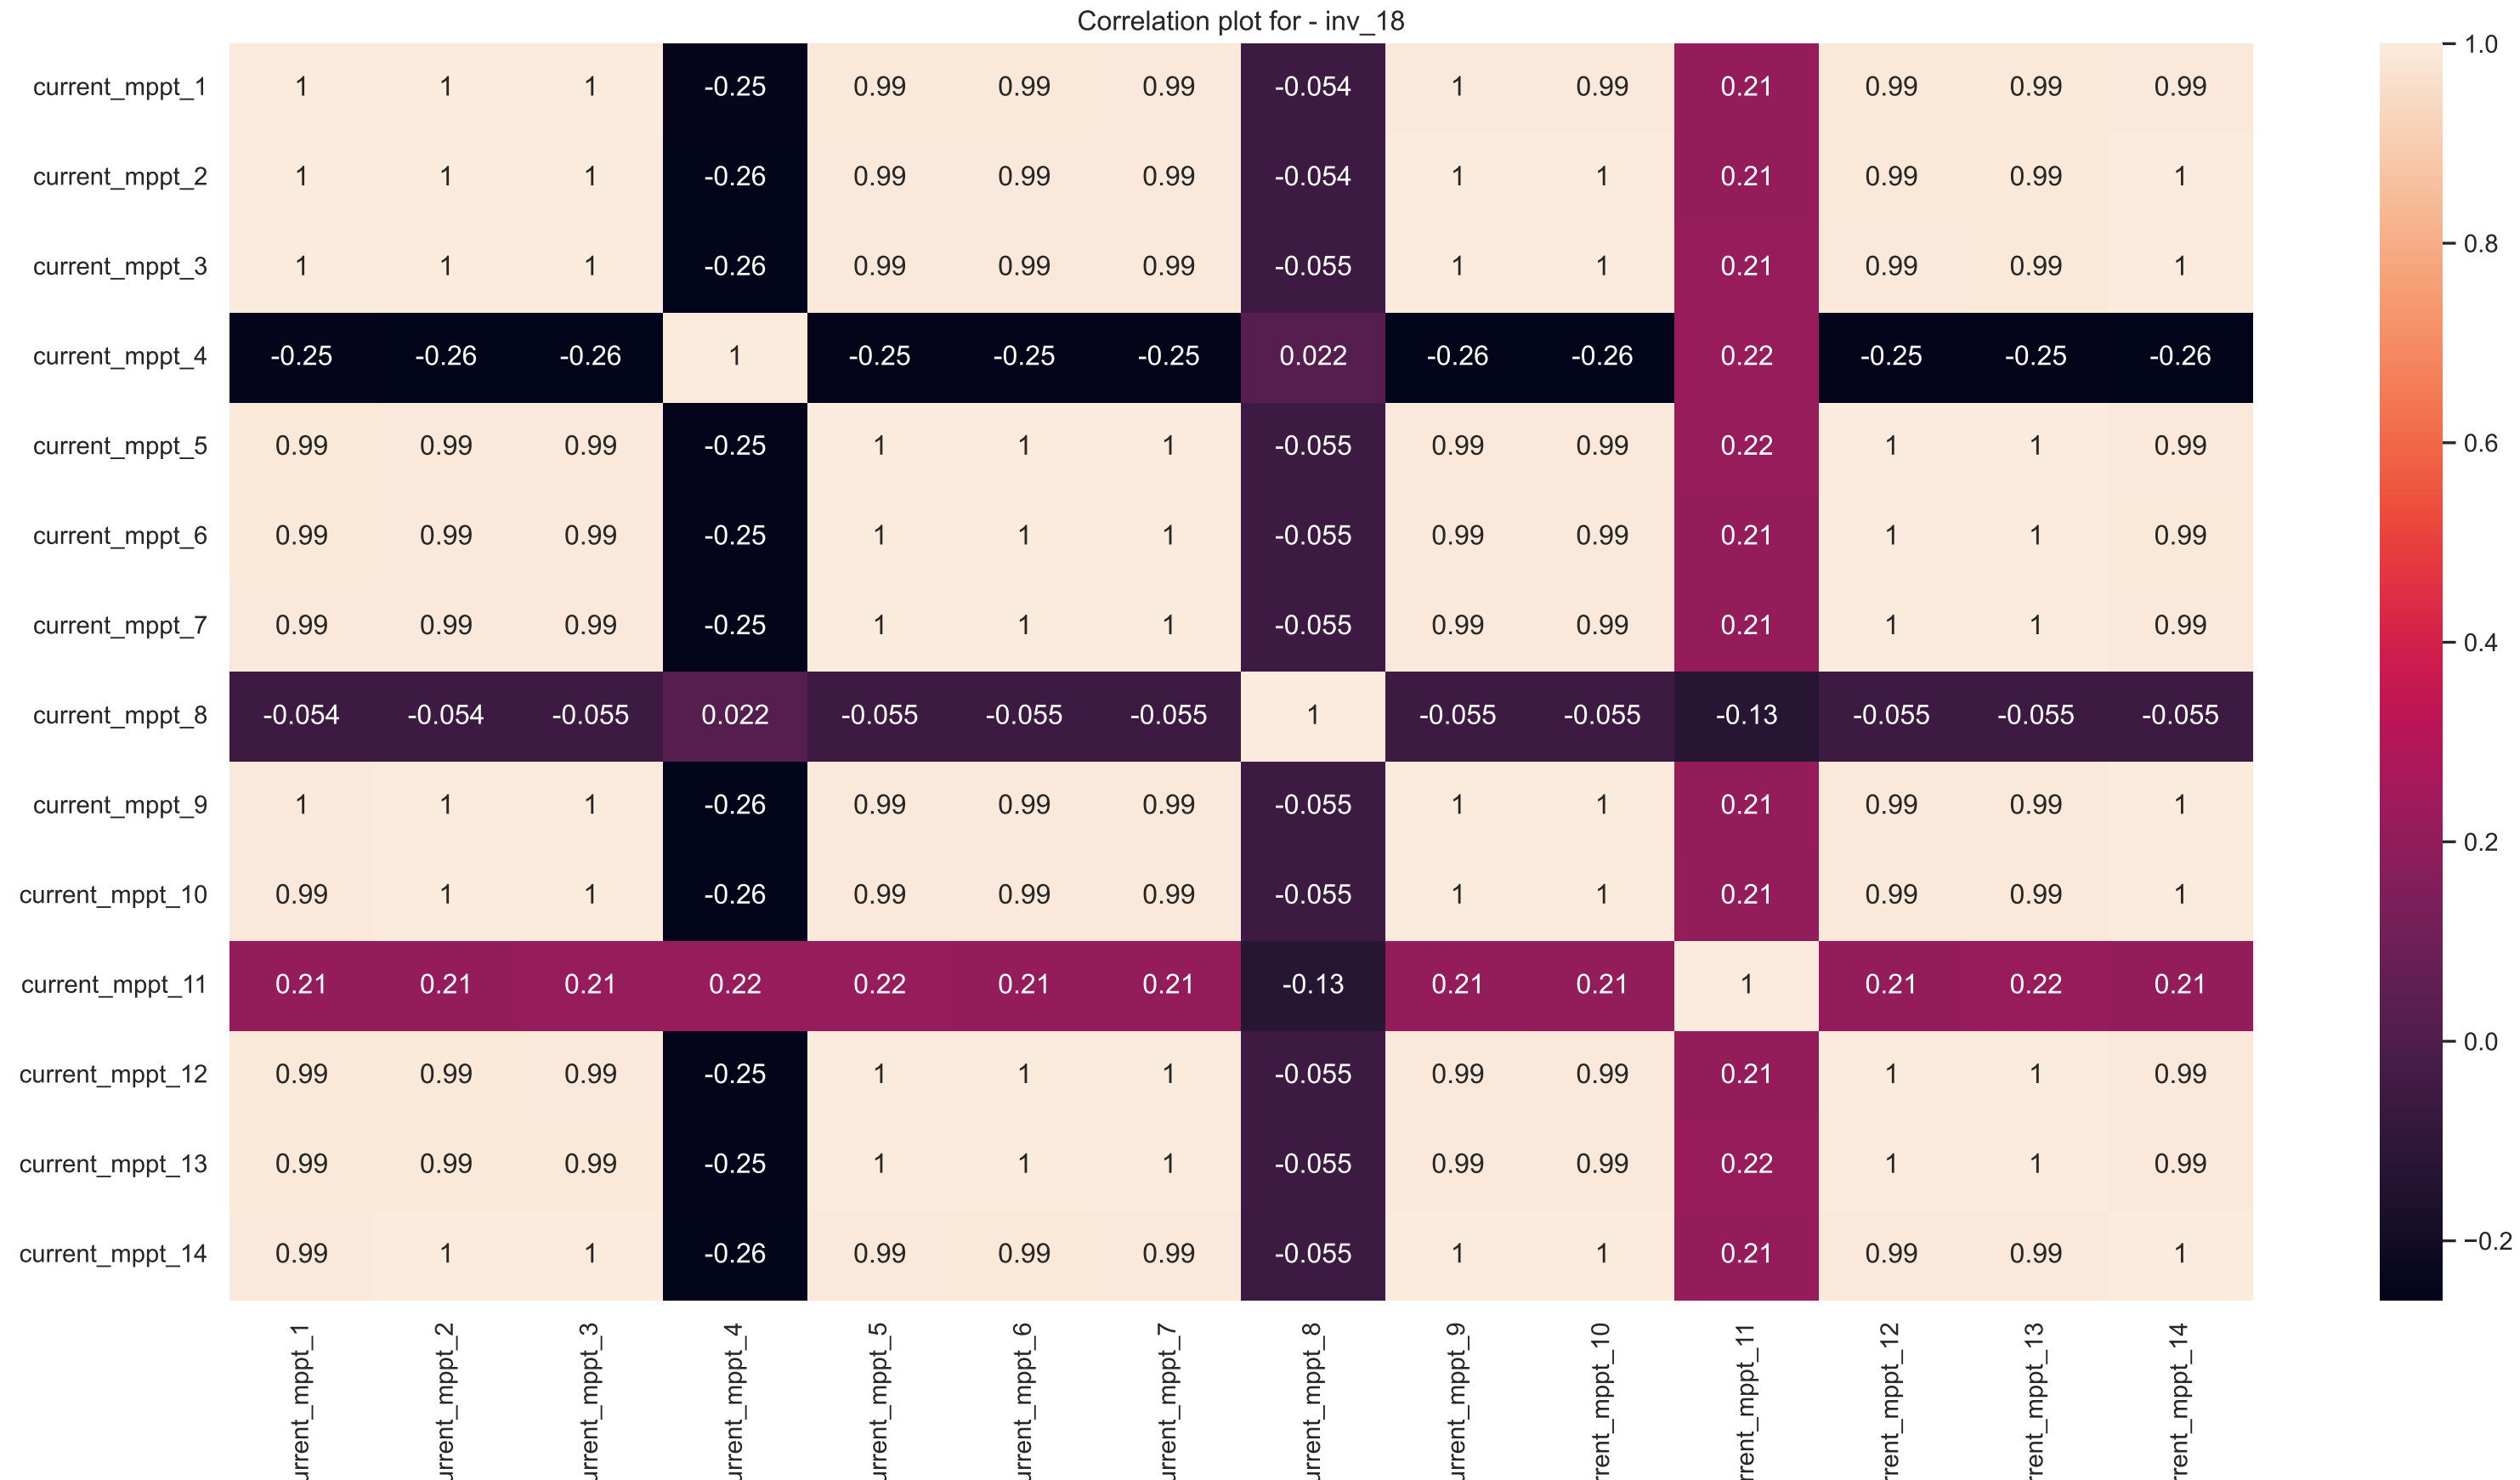 Correlation plot for - inv_18
current_mppt_1 1 1 1 -0.25 0.99 0.99 0.99 -0.054 1 0.99 0.21 0.99 0.99 0.99
current_mppt_2 1 1 1 -0.26 0.99 0.99 0.99 -0.054 1 1 0.21 0.99 0.99 1
current_mppt_3 1 1 1 -0.26 0.99 0.99 0.99 -0.055 1 1 0.21 0.99 0.99 1
current_mppt_4 -0.25 -0.26 -0.26 1 -0.25 -0.25 -0.25 0.022 -0.26 -0.26 0.22 -0.25 -0.25 -0.26
current_mppt_5 0.99 0.99 0.99 -0.25 1 1 1 -0.055 0.99 0.99 0.22 1 1 0.99
current_mppt_6 0.99 0.99 0.99 -0.25 1 1 1 -0.055 0.99 0.99 0.21 1 1 0.99
current_mppt_7 0.99 0.99 0.99 -0.25 1 1 1 -0.055 0.99 0.99 0.21 1 1 0.99
current_mppt_8 -0.054 -0.054 -0.055 0.022 -0.055 -0.055 -0.055 1 -0.055 -0.055 -0.13 -0.055 -0.055 -0.055
current_mppt_9 1 1 1 -0.26 0.99 0.99 0.99 -0.055 1 1 0.21 0.99 0.99 1
current_mppt_10 0.99 1 1 -0.26 0.99 0.99 0.99 -0.055 1 1 0.21 0.99 0.99 1
current_mppt_11 0.21 0.21 0.21 0.22 0.22 0.21 0.21 -0.13 0.21 0.21 1 0.21 0.22 0.21
current_mppt_12 0.99 0.99 0.99 -0.25 1 1 1 -0.055 0.99 0.99 0.21 1 1 0.99
current_mppt_13 0.99 0.99 0.99 -0.25 1 1 1 -0.055 0.99 0.99 0.22 1 1 0.99
current_mppt_14 0.99 1 1 -0.26 0.99 0.99 0.99 -0.055 1 1 0.21 0.99 0.99 1
urrent_mppt_1
urrent_mppt_2
urrent_mppt_3
urrent_mppt_4
urrent_mppt_5
urrent_mppt_6
urrent_mppt_7
urrent_mppt_8
urrent_mppt_9
rrent_mppt_10
rrent_mppt_11
rrent_mppt_12
rrent_mppt_13
rrent_mppt_14
1.0
0.8
0.6
0.4
0.2
0.0
−0.2